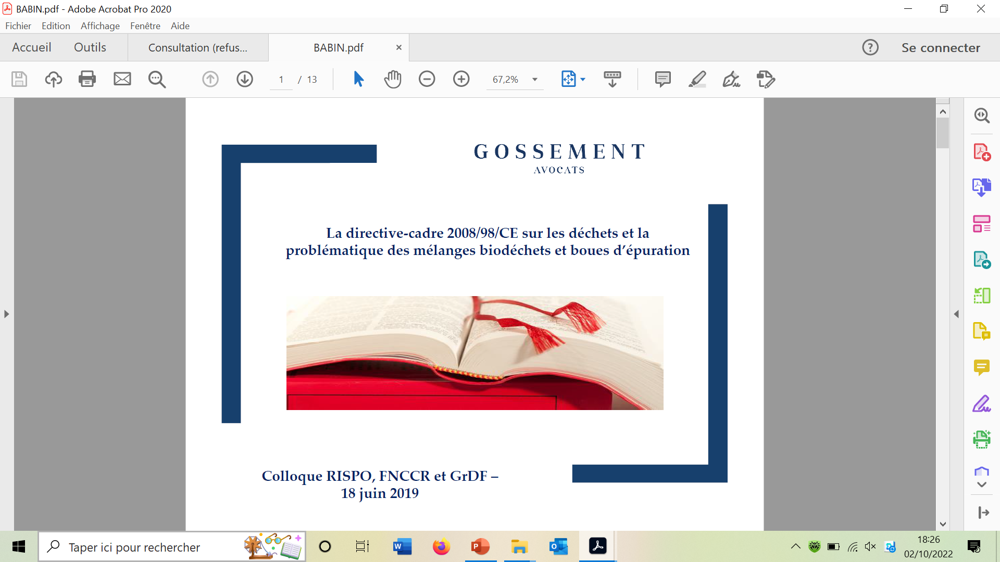 BABIN.pdf - Adobe Acrobat Pro 2020
Fichier Edition Affichage Fenêtre Aide
Accueil Outils Consultation (refus... BABIN.pdf × ? Se connecter
1 / 13 67,2%
GOSSEMENT
AVOCATS
La directive-cadre 2008/98/CE sur les déchets et la
problématique des mélanges biodéchets et boues d’épuration
Colloque RISPO, FNCCR et GrDF –
18 juin 2019
Taper ici pour rechercher
18:26
02/10/2022